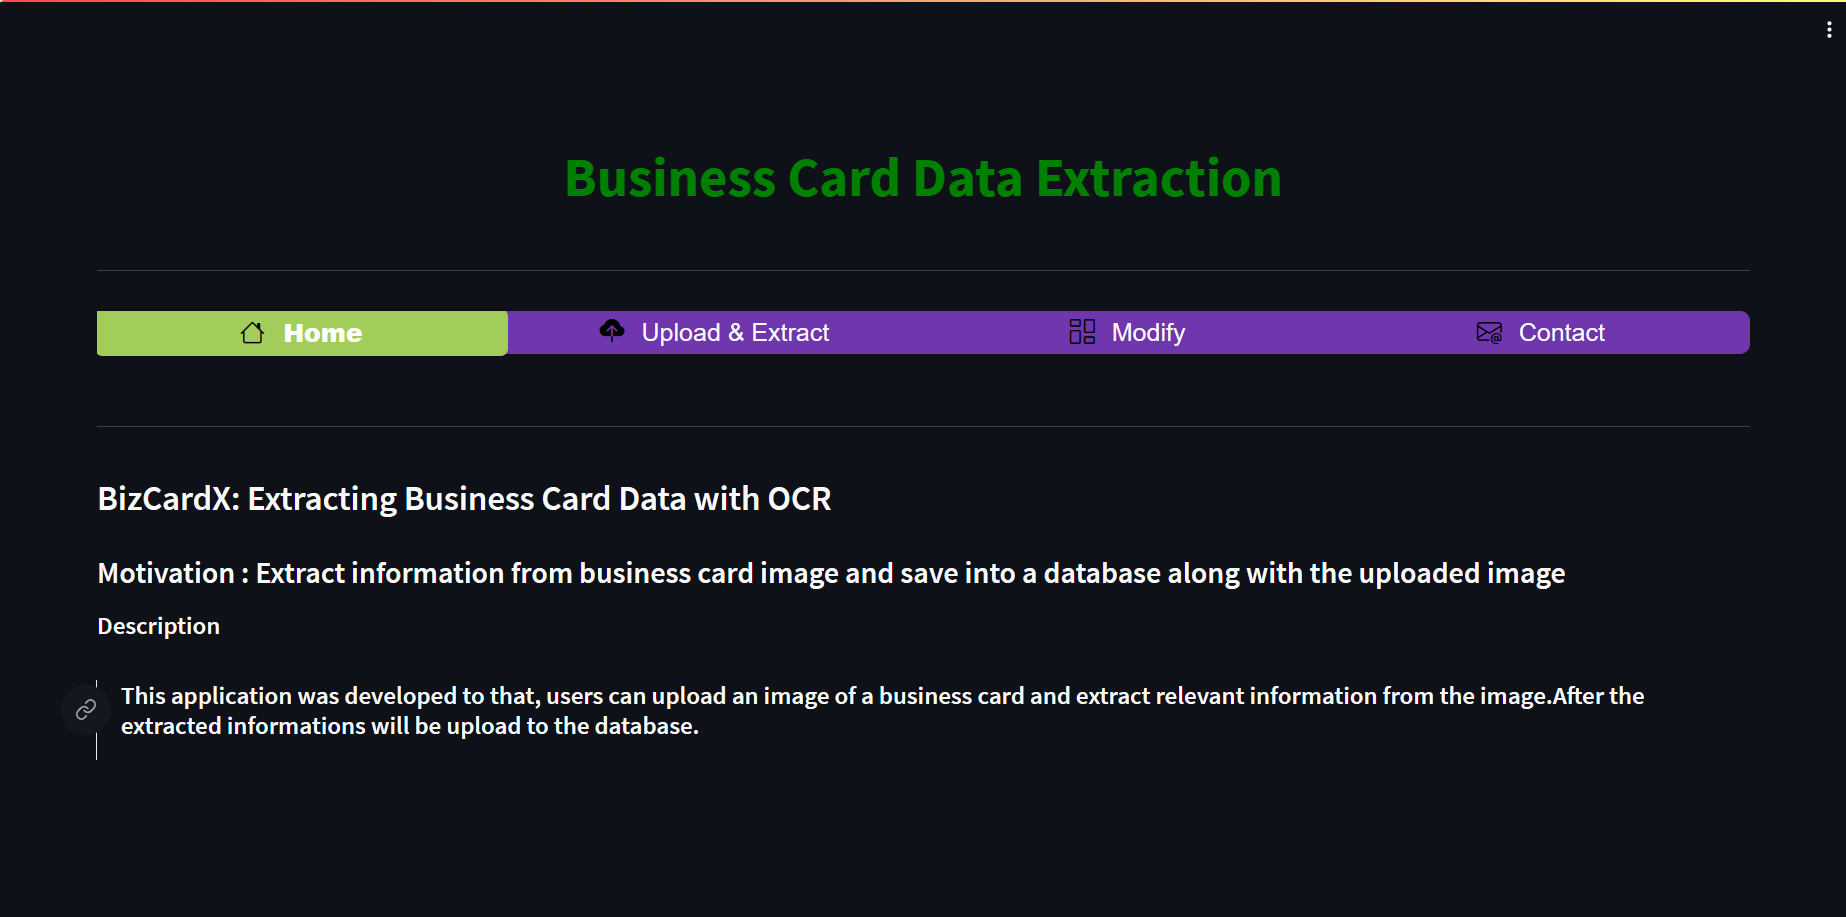 Business Card Data Extraction
Home
Upload & Extract
Modify
Contact
BizCardX: Extracting Business Card Data with OCR
Motivation : Extract information from business card image and save into a database along with the uploaded image
Description
This application was developed to that, users can upload an image of a business card and extract relevant information from the image.After the
extracted informations will be upload to the database.